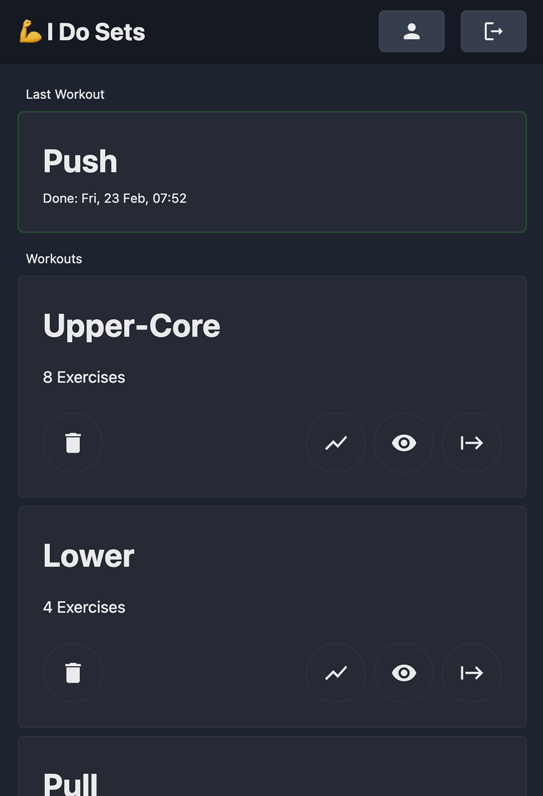 💪 I Do Sets
Last Workout
Push
Done: Fri, 23 Feb, 07:52
Workouts
Upper-Core
8 Exercises
Lower
4 Exercises
Pull